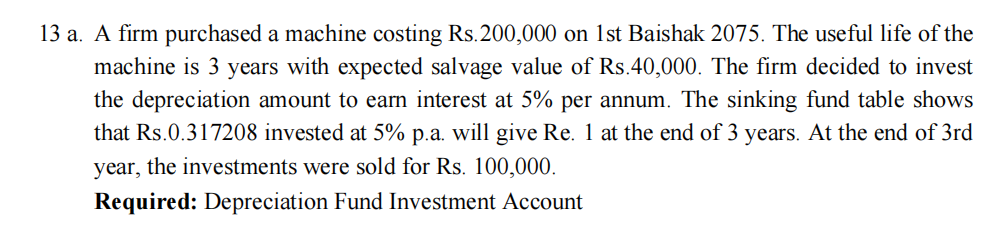 13 a. A firm purchased a machine costing Rs.200,000 on 1st Baishak 2075. The useful life of the
machine is 3 years with expected salvage value of Rs.40,000. The firm decided to invest
the depreciation amount to earn interest at 5% per annum. The sinking fund table shows
that Rs.0.317208 invested at 5% p.a. will give Re. 1 at the end of 3 years. At the end of 3rd
year, the investments were sold for Rs. 100,000.
Required: Depreciation Fund Investment Account